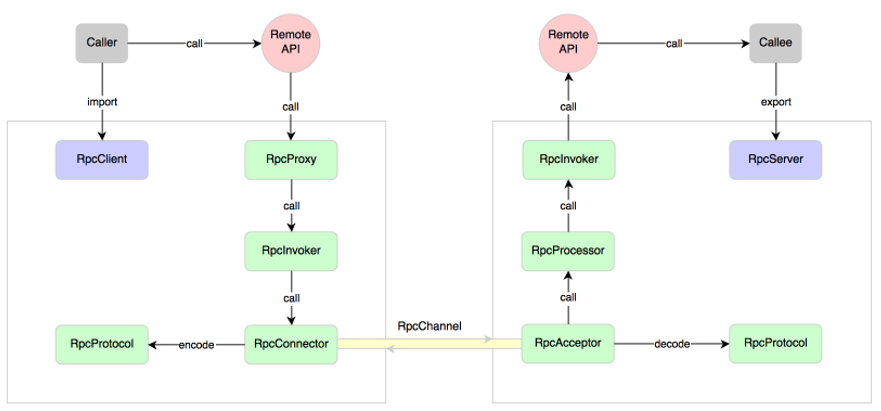 Caller
call
Remote
API
Remote
API
call
Callee
import
call
call
export
RpcClient
RpcProxy
RpcInvoker
RpcServer
call
call
RpcInvoker
RpcProcessor
call
call
RpcChannel
RpcProtocol
encode
RpcConnector
RpcAcceptor
decode
RpcProtocol